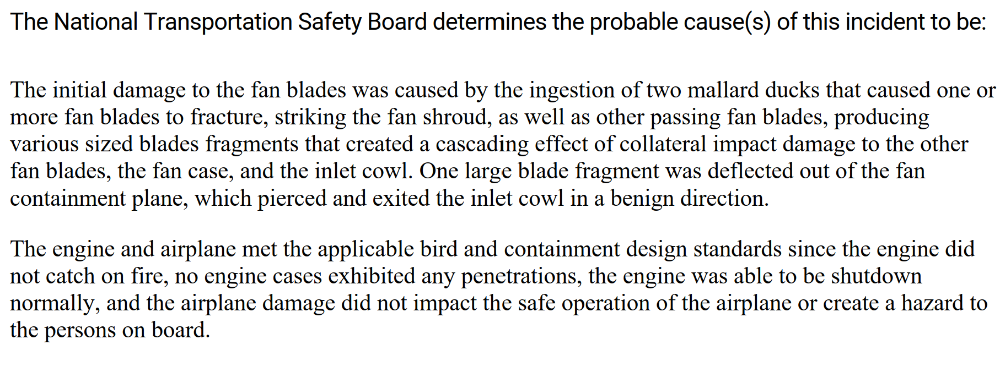 The National Transportation Safety Board determines the probable cause(s) of this incident to be:
The initial damage to the fan blades was caused by the ingestion of two mallard ducks that caused one or
more fan blades to fracture, striking the fan shroud, as well as other passing fan blades, producing
various sized blades fragments that created a cascading effect of collateral impact damage to the other
fan blades, the fan case, and the inlet cowl. One large blade fragment was deflected out of the fan
containment plane, which pierced and exited the inlet cowl in a benign direction.
The engine and airplane met the applicable bird and containment design standards since the engine did
not catch on fire, no engine cases exhibited any penetrations, the engine was able to be shutdown
normally, and the airplane damage did not impact the safe operation of the airplane or create a hazard to
the persons on board.